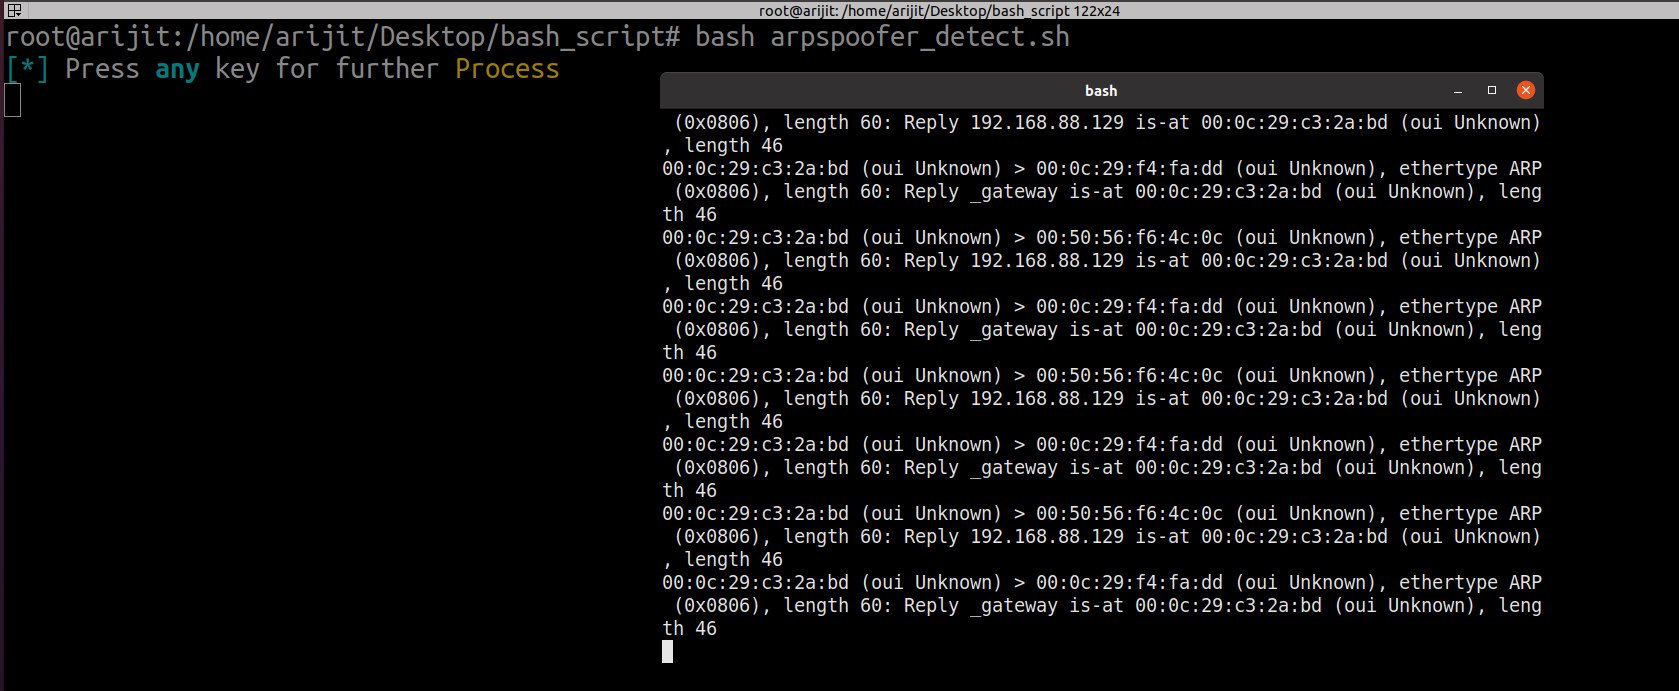 root@arijit: /home/arijit/Desktop/bash_script 122x24
root@arijit:/home/arijit/Desktop/bash_script# bash arpspoofer_detect.sh
[*] Press any key for further Process
bash
(0x0806), length 60: Reply 192.168.88.129 is-at 00:0c:29:c3:2a:bd (oui Unknown)
, length 46
00:0c:29:c3:2a:bd (oui Unknown) > 00:0c:29:f4:fa:dd (oui Unknown), ethertype ARP
(0x0806), length 60: Reply _gateway is-at 00:0c:29:c3:2a:bd (oui Unknown), leng
th 46
00:0c:29:c3:2a:bd (oui Unknown) > 00:50:56:f6:4c:0c (oui Unknown), ethertype ARP
(0x0806), length 60: Reply 192.168.88.129 is-at 00:0c:29:c3:2a:bd (oui Unknown)
, length 46
00:0c:29:c3:2a:bd (oui Unknown) > 00:0c:29:f4:fa:dd (oui Unknown), ethertype ARP
(0x0806), length 60: Reply _gateway is-at 00:0c:29:c3:2a:bd (oui Unknown), leng
th 46
00:0c:29:c3:2a:bd (oui Unknown) > 00:50:56:f6:4c:0c (oui Unknown), ethertype ARP
(0x0806), length 60: Reply 192.168.88.129 is-at 00:0c:29:c3:2a:bd (oui Unknown)
, length 46
00:0c:29:c3:2a:bd (oui Unknown) > 00:0c:29:f4:fa:dd (oui Unknown), ethertype ARP
(0x0806), length 60: Reply _gateway is-at 00:0c:29:c3:2a:bd (oui Unknown), leng
th 46
00:0c:29:c3:2a:bd (oui Unknown) > 00:50:56:f6:4c:0c (oui Unknown), ethertype ARP
(0x0806), length 60: Reply 192.168.88.129 is-at 00:0c:29:c3:2a:bd (oui Unknown)
, length 46
00:0c:29:c3:2a:bd (oui Unknown) > 00:0c:29:f4:fa:dd (oui Unknown), ethertype ARP
(0x0806), length 60: Reply _gateway is-at 00:0c:29:c3:2a:bd (oui Unknown), leng
th 46